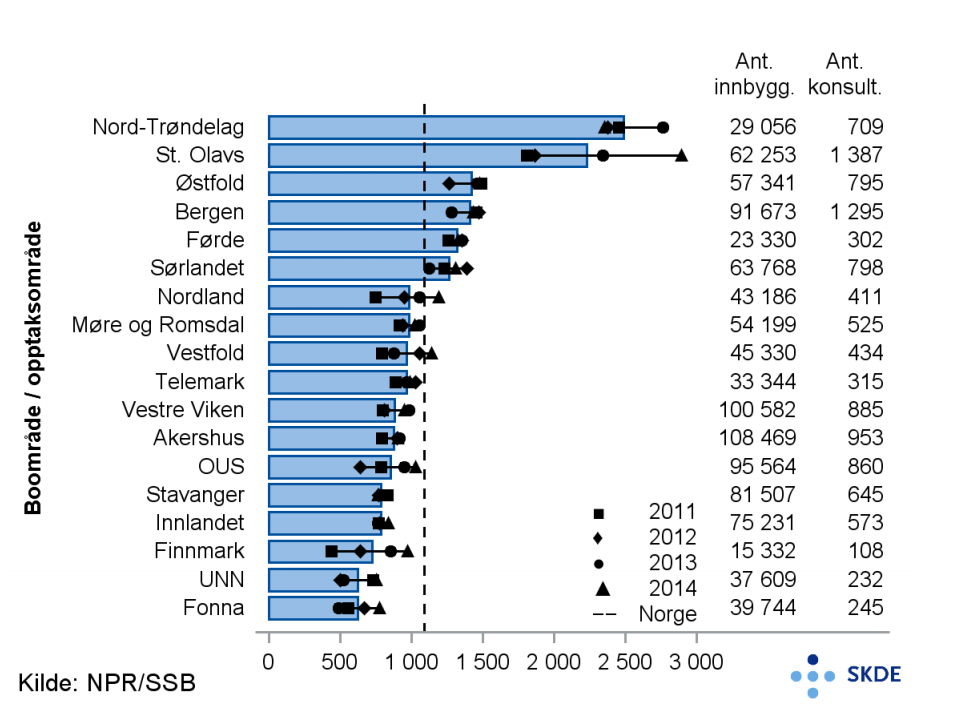 Ant. Ant.
innbygg. konsult.
Boområde / opptaksområde
Nord-Trøndelag 29 056 709
St. Olavs 62 253 1 387
Østfold 57 341 795
Bergen 91 673 1 295
Førde 23 330 302
Sørlandet 63 768 798
Nordland 43 186 411
Møre og Romsdal 54 199 525
Vestfold 45 330 434
Telemark 33 344 315
Vestre Viken 100 582 885
Akershus 108 469 953
OUS 95 564 860
Stavanger 81 507 645
Innlandet 75 231 573
Finnmark 15 332 108
UNN 37 609 232
Fonna 39 744 245
2011
2012
2013
2014
Norge
0 500 1 000 1 500 2 000 2 500 3 000
Kilde: NPR/SSB
SKDE